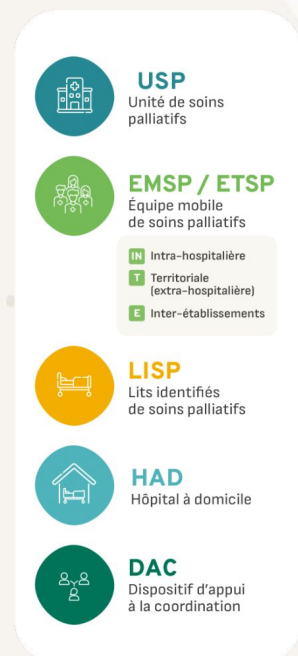 USP
Unité de soins
palliatifs
EMSP / ETSP
Équipe mobile
de soins palliatifs
IN Intra-hospitalière
T Territoriale
(extra-hospitalière)
E Inter-établissements
LISP
Lits identifiés
de soins palliatifs
HAD
Hôpital à domicile
DAC
Dispositif d'appui
à la coordination